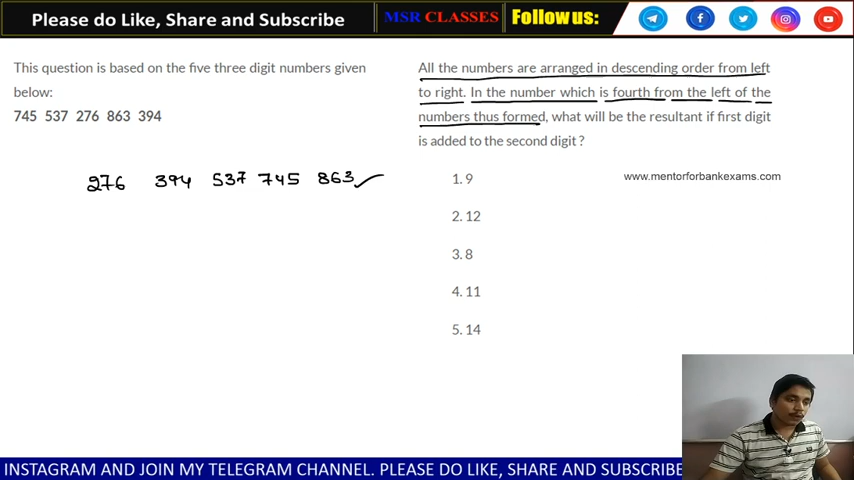 Please do Like, Share and Subscribe
MSR CLASSES
Follow us:
This question is based on the five three digit numbers given
below:
745 537 276 863 394
276 394 537 745 863
All the numbers are arranged in descending order from left
to right. In the number which is fourth from the left of the
numbers thus formed, what will be the resultant if first digit
is added to the second digit ?
1. 9
2. 12
3. 8
4. 11
5. 14
www.mentorforbankexams.com
INSTAGRAM AND JOIN MY TELEGRAM CHANNEL. PLEASE DO LIKE, SHARE AND SUBSCRIBE